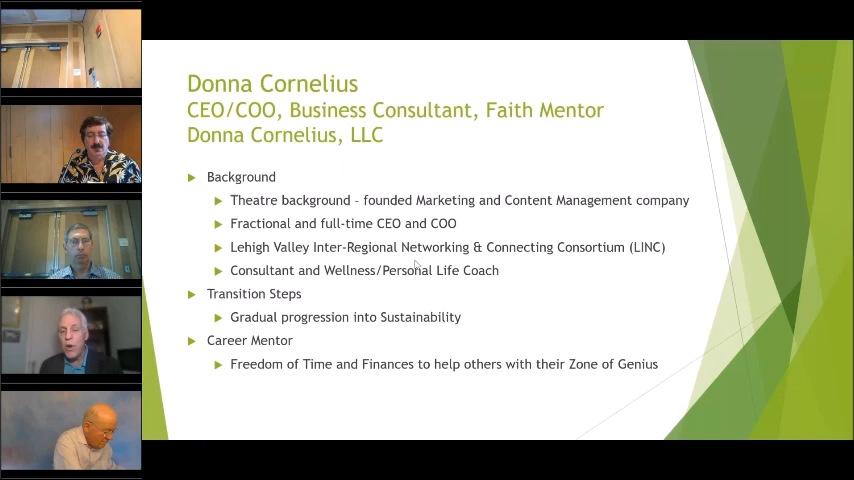 Donna Cornelius
CEO/COO, Business Consultant, Faith Mentor
Donna Cornelius, LLC
Background
Theatre background - founded Marketing and Content Management company
Fractional and full-time CEO and COO
Lehigh Valley Inter-Regional Networking & Connecting Consortium (LINC)
Consultant and Wellness/Personal Life Coach
Transition Steps
Gradual progression into Sustainability
Career Mentor
Freedom of Time and Finances to help others with their Zone of Genius